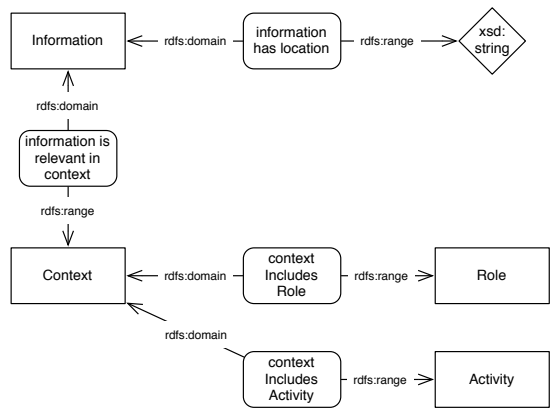 Information
rdfs:domain
information
has location
rdfs:range
xsd:
string
rdfs:domain
information is
relevant in
context
rdfs:range
Context
rdfs:domain
context
Includes
Role
rdfs:range
Role
rdfs:domain
context
Includes
Activity
rdfs:range
Activity